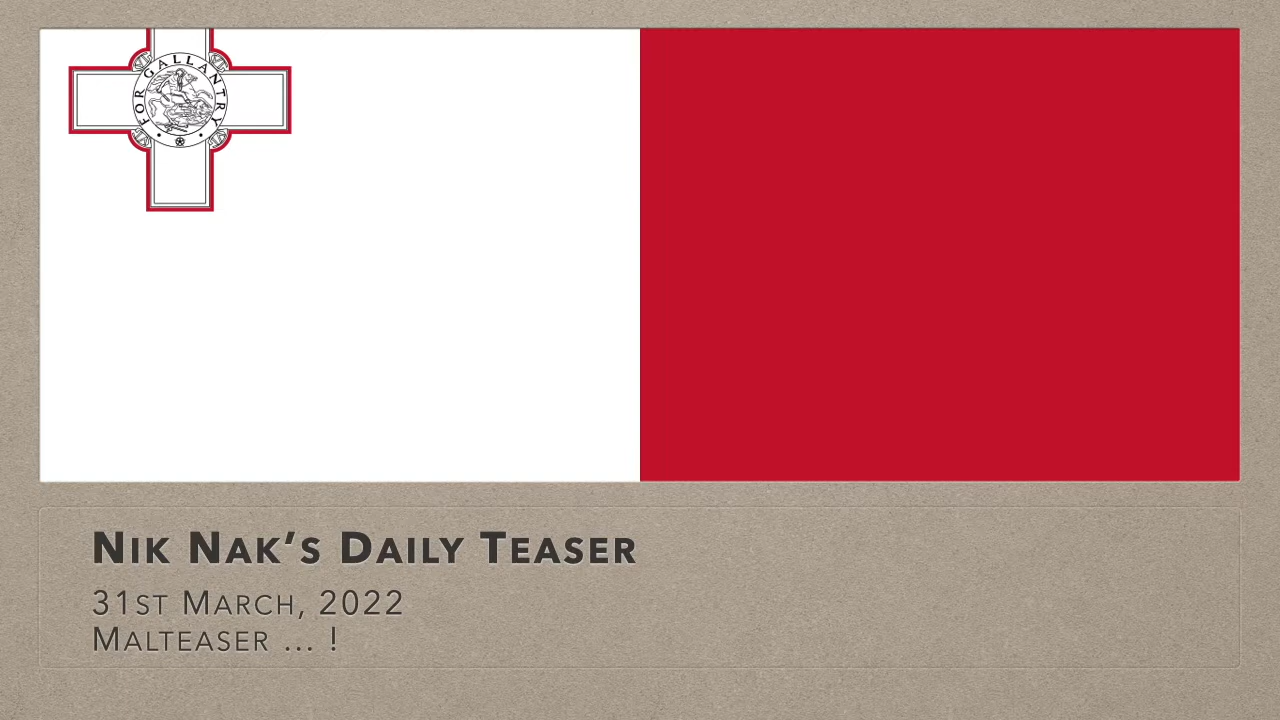 FOR GALLANTRY
Nik Nak’s Daily Teaser
31st March, 2022
Malteaser ... !